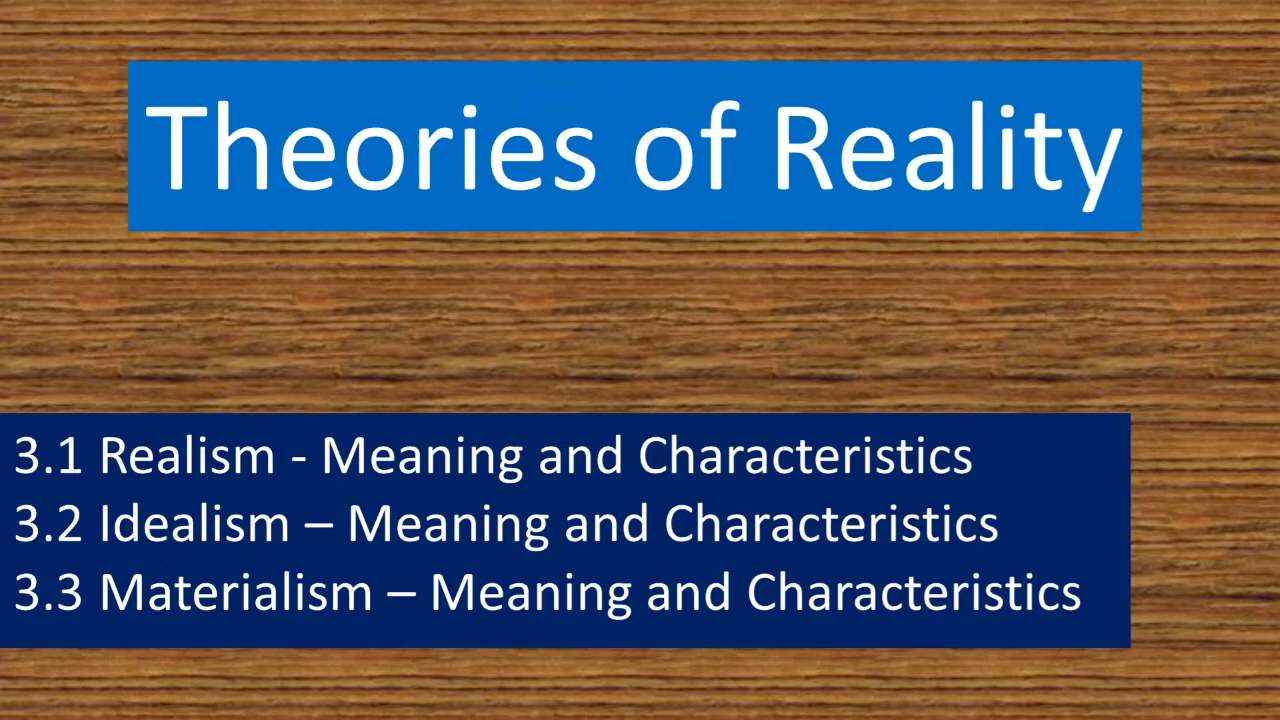 Theories of Reality
3.1 Realism - Meaning and Characteristics
3.2 Idealism – Meaning and Characteristics
3.3 Materialism – Meaning and Characteristics